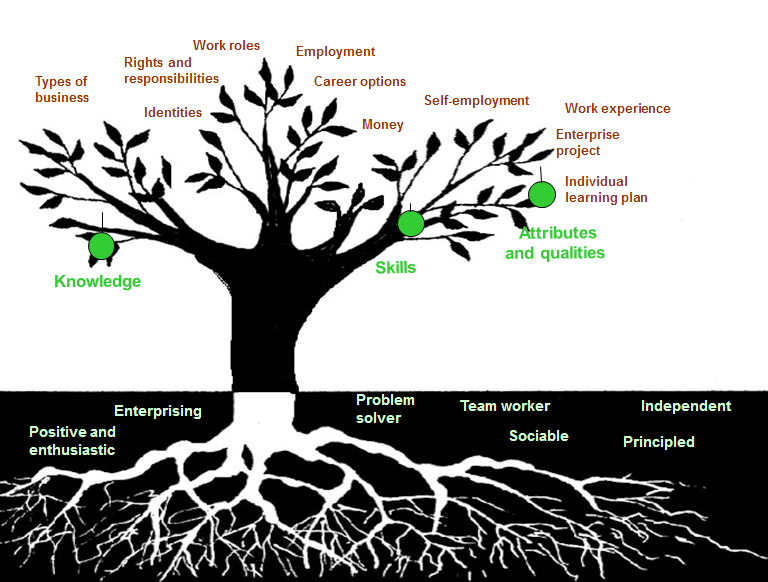 Work roles
Employment
Rights and
responsibilities
Types of
business
Career options
Identities
Self-employment
Work experience
Money
Enterprise
project
Individual
learning plan
Attributes
and qualities
Skills
Knowledge
Enterprising
Problem
solver
Team worker
Independent
Positive and
enthusiastic
Sociable
Principled